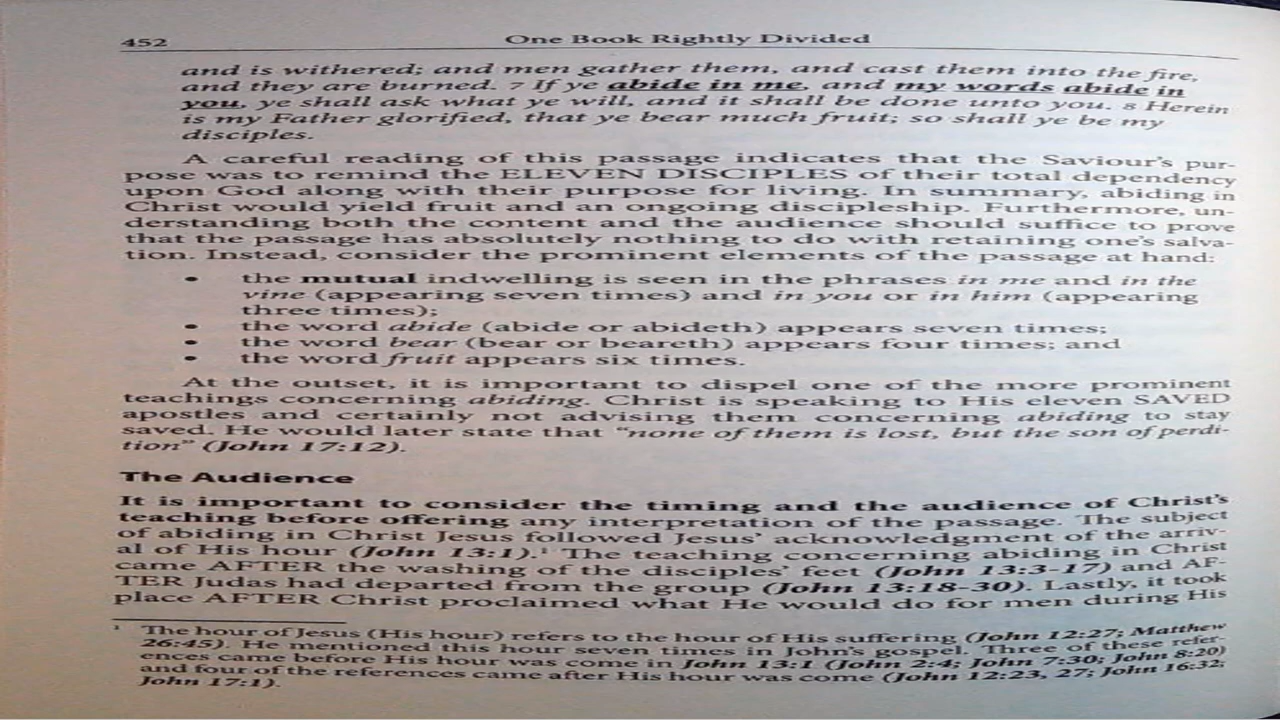 452
One Book Rightly Divided
and is withered; and men gather them, and cast them into the fire,
and they are burned. 7 If ye abide in me, and my words abide in
you, ye shall ask what ye will, and it shall be done unto you. 8 Herein
is my Father glorified, that ye bear much fruit; so shall ye be my
disciples.
A careful reading of this passage indicates that the Saviour's pur-
pose was to remind the ELEVEN DISCIPLES of their total dependency
upon God along with their purpose for living. In summary, abiding in
Christ would yield fruit and an ongoing discipleship. Furthermore, un-
derstanding both the content and the audience should suffice to prove
that the passage has absolutely nothing to do with retaining one's salva-
tion. Instead, consider the prominent elements of the passage at hand:
• the mutual indwelling is seen in the phrases in me and in the
vine (appearing seven times) and in you or in him (appearing
three times);
• the word abide (abide or abideth) appears seven times;
• the word bear (bear or beareth) appears four times; and
• the word fruit appears six times.
At the outset, it is important to dispel one of the more prominent
teachings concerning abiding. Christ is speaking to His eleven SAVED
apostles and certainly not advising them concerning abiding to stay
saved. He would later state that "none of them is lost, but the son of perdi-
tion" (John 17:12).
The Audience
It is important to consider the timing and the audience of Christ's
teaching before offering any interpretation of the passage. The subject
of abiding in Christ Jesus followed Jesus' acknowledgment of the arriv-
al of His hour (John 13:1).¹ The teaching concerning abiding in Christ
came AFTER the washing of the disciples' feet (John 13:3-17) and AF-
TER Judas had departed from the group (John 13:18-30). Lastly, it took
place AFTER Christ proclaimed what He would do for men during His
¹ The hour of Jesus (His hour) refers to the hour of His suffering (John 12:27; Matthew
26:45). He mentioned this hour seven times in John's gospel. Three of these refer-
ences came before His hour was come in John 13:1 (John 2:4; John 7:30; John 8:20)
and four of the references came after His hour was come (John 12:23, 27; John 16:32;
John 17:1).